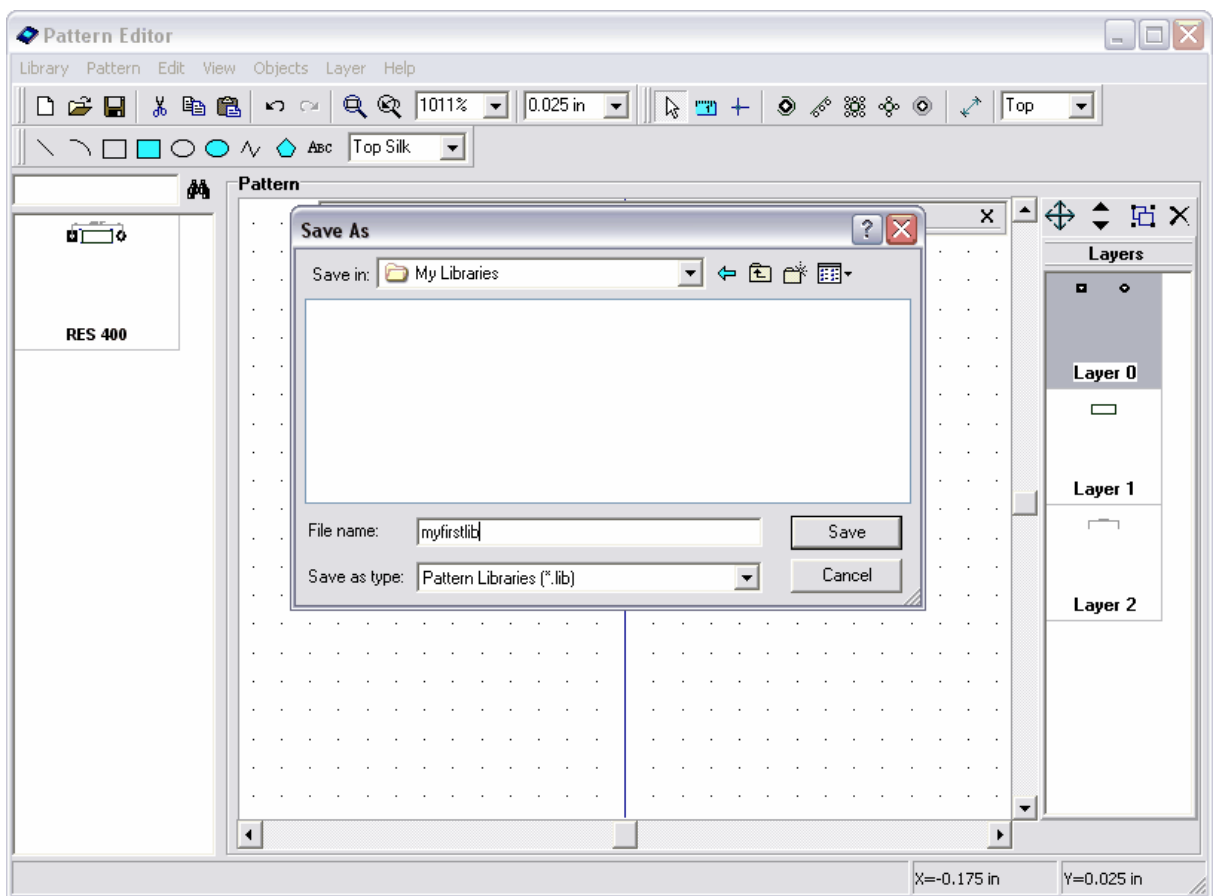 Pattern Editor
Library Pattern Edit View Objects Layer Help
1011% 0.025 in Top
ABC Top Silk
Pattern
RES 400
Save As
Save in: My Libraries
File name: myfirstlib
Save
Save as type: Pattern Libraries (*.lib)
Cancel
Layers
Layer 0
Layer 1
Layer 2
X=-0.175 in Y=0.025 in